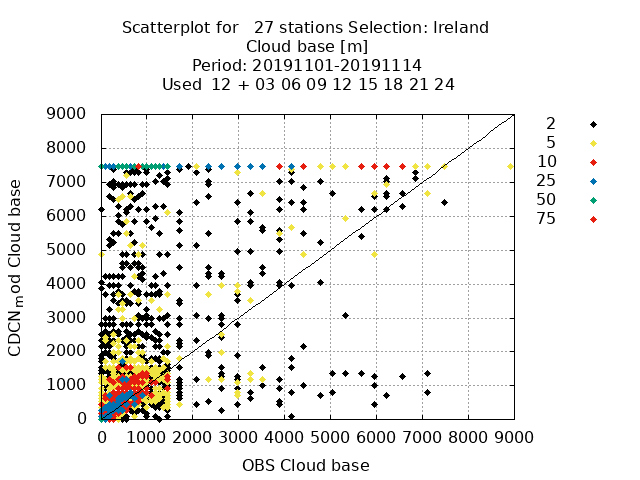 Scatterplot for   27 stations Selection: Ireland
Cloud base [m]
Period: 20191101-20191114
Used  12 + 03 06 09 12 15 18 21 24
9000
8000
7000
6000
5000
4000
3000
2000
1000
0
CDCNmod Cloud base
0 1000 2000 3000 4000 5000 6000 7000 8000 9000
OBS Cloud base
2
5
10
25
50
75